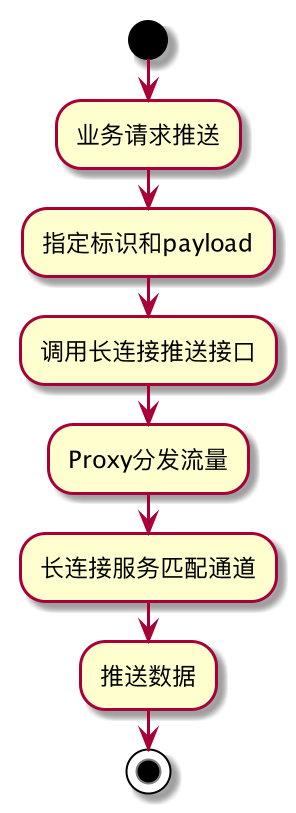 业务请求推送
指定标识和payload
调用长连接推送接口
Proxy分发流量
长连接服务匹配通道
推送数据